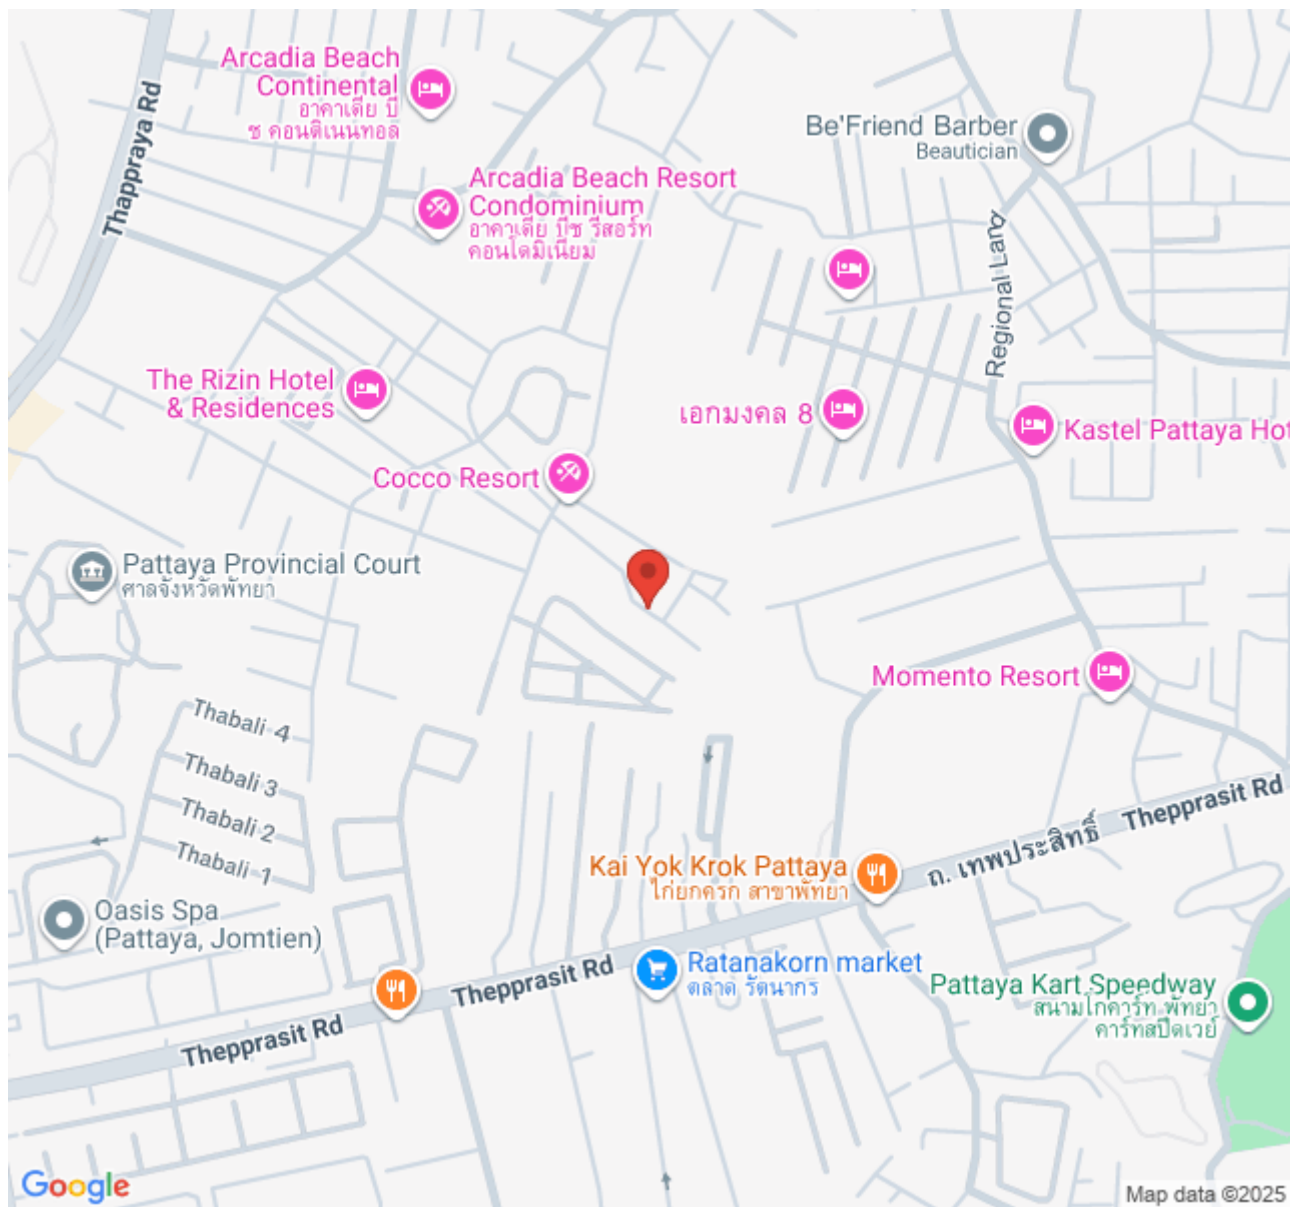 Arcadia Beach
Continental
อาคาเดีย บี
ช คอนติเนนทอล
Thappraya Rd
Be'Friend Barber
Beautician
Arcadia Beach Resort
Condominium
อาคาเดีย บีช รีสอร์ท
คอนโดมิเนียม
Regional Lang
The Rizin Hotel
& Residences
เอกมงคล 8
Kastel Pattaya Hot
Cocco Resort
Pattaya Provincial Court
ศาลจังหวัดพัทยา
Momento Resort
Thabali 4
Thabali 3
Thabali 2
Thabali 1
Thepprasit Rd
ถ. เทพประสิทธิ์
Kai Yok Krok Pattaya
ไก่ยกครก สาขาพัทยา
Oasis Spa
(Pattaya, Jomtien)
Ratanakorn market
ตลาด รัตนากร
Thepprasit Rd
Pattaya Kart Speedway
สนามโกคาร์ท พัทยา
คาร์ทสปีดเวย์
Thepprasit Rd
Google
Map data ©2025